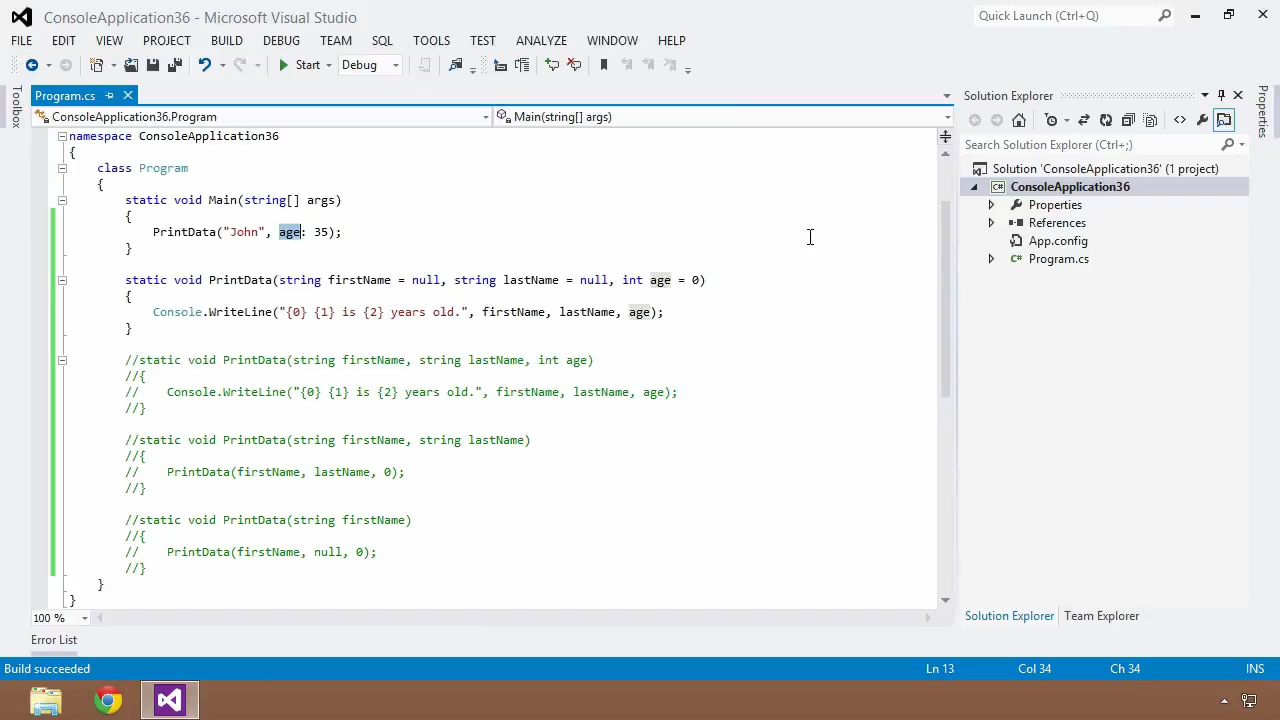 ConsoleApplication36 - Microsoft Visual Studio
Quick Launch (Ctrl+Q)
FILE EDIT VIEW PROJECT BUILD DEBUG TEAM SQL TOOLS TEST ANALYZE WINDOW HELP
Start Debug
Toolbox
Program.cs
ConsoleApplication36.Program
Main(string[] args)
namespace ConsoleApplication36
{
class Program
{
static void Main(string[] args)
{
PrintData("John", age: 35);
}
static void PrintData(string firstName = null, string lastName = null, int age = 0)
{
Console.WriteLine("{0} {1} is {2} years old.", firstName, lastName, age);
}
//static void PrintData(string firstName, string lastName, int age)
//{
//    Console.WriteLine("{0} {1} is {2} years old.", firstName, lastName, age);
//}
//static void PrintData(string firstName, string lastName)
//{
//    PrintData(firstName, lastName, 0);
//}
//static void PrintData(string firstName)
//{
//    PrintData(firstName, null, 0);
//}
}
}
100 %
Solution Explorer
Search Solution Explorer (Ctrl+;)
Solution 'ConsoleApplication36' (1 project)
C# ConsoleApplication36
Properties
References
App.config
C# Program.cs
Solution Explorer Team Explorer
Properties
Error List
Build succeeded Ln 13 Col 34 Ch 34 INS